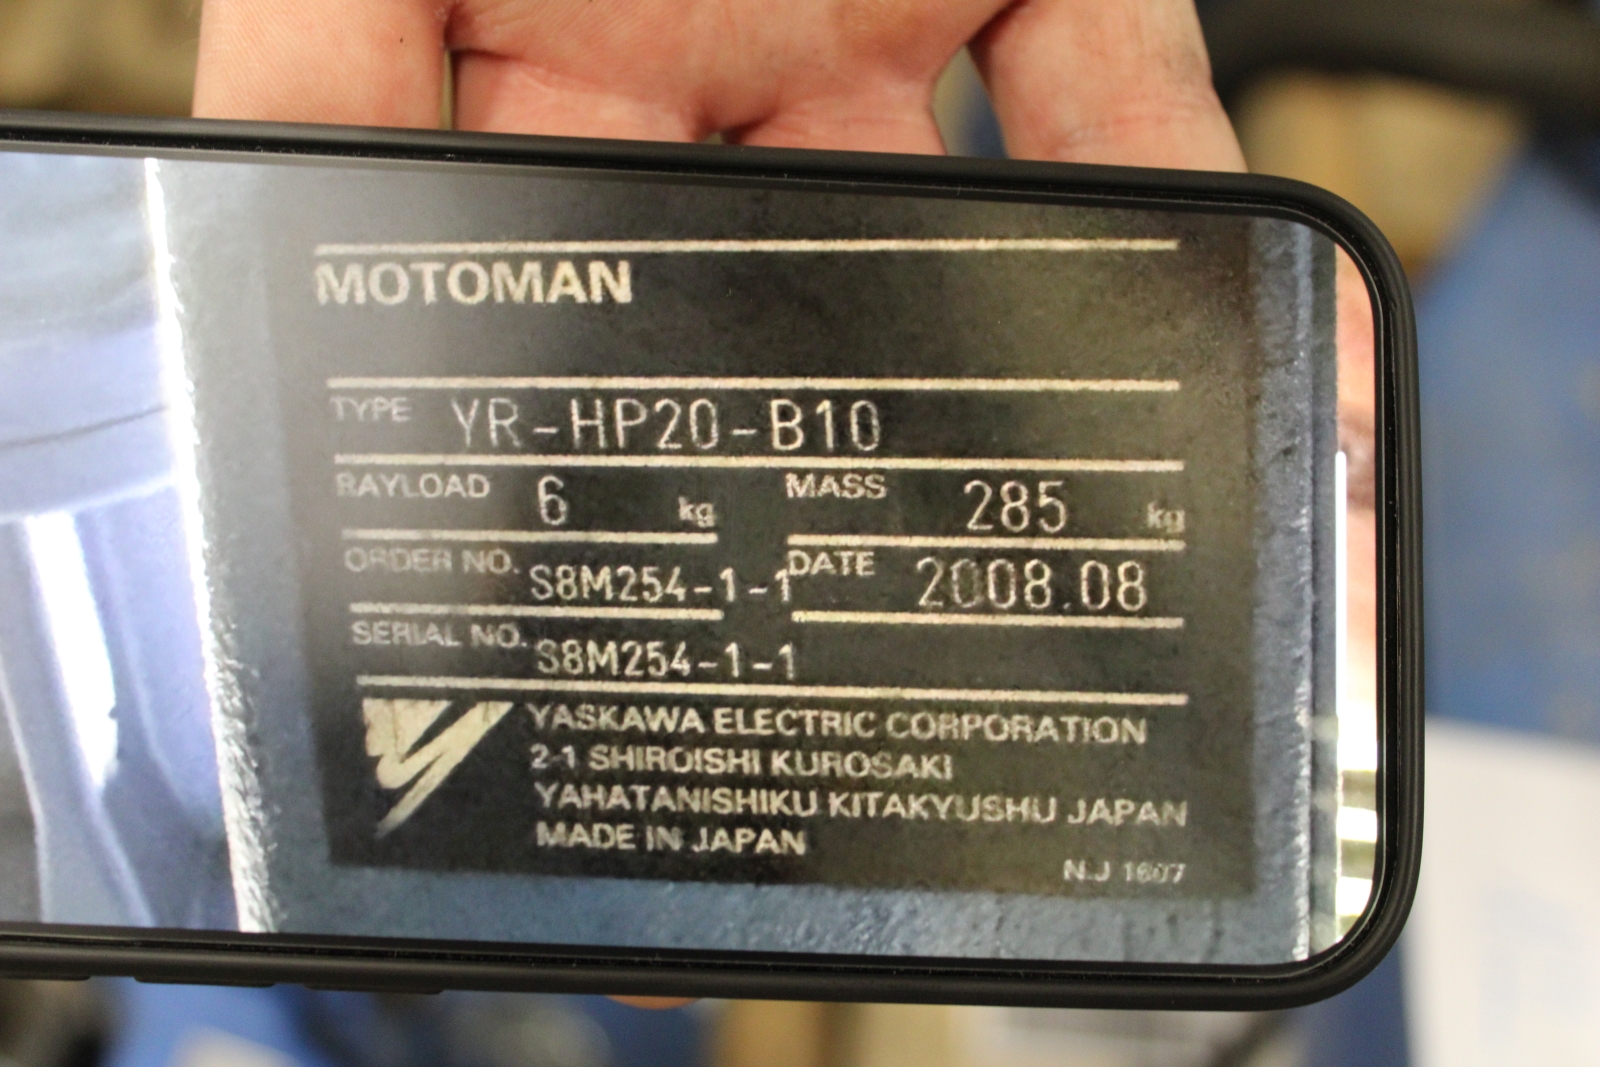 MOTOMAN
TYPE YR-HP20-B10
PAYLOAD 6 kg MASS 285 kg
ORDER NO. S8M254-1-1 DATE 2008.08
SERIAL NO. S8M254-1-1
YASKAWA ELECTRIC CORPORATION
2-1 SHIROISHI KUROSAKI
YAHATANISHIKU KITAKYUSHU JAPAN
MADE IN JAPAN
NJ 1607